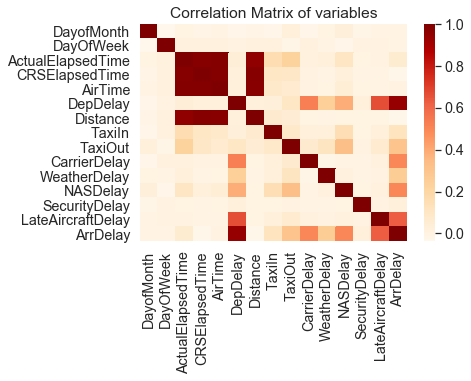 Correlation Matrix of variables
DayofMonth
DayOfWeek
ActualElapsedTime
CRSElapsedTime
AirTime
DepDelay
Distance
TaxiIn
TaxiOut
CarrierDelay
WeatherDelay
NASDelay
SecurityDelay
LateAircraftDelay
ArrDelay
DayofMonth
DayOfWeek
ActualElapsedTime
CRSElapsedTime
AirTime
DepDelay
Distance
TaxiIn
TaxiOut
CarrierDelay
WeatherDelay
NASDelay
SecurityDelay
LateAircraftDelay
ArrDelay
1.0
0.8
0.6
0.4
0.2
0.0